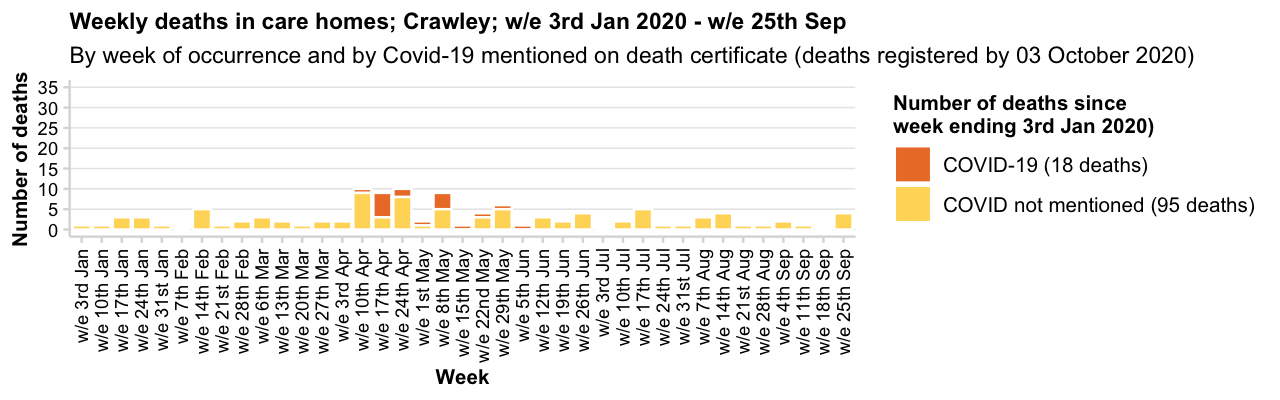 Weekly deaths in care homes; Crawley; w/e 3rd Jan 2020 - w/e 25th Sep
By week of occurrence and by Covid-19 mentioned on death certificate (deaths registered by 03 October 2020)
Number of deaths
35
30
25
20
15
10
5
0
w/e 3rd Jan
w/e 10th Jan
w/e 17th Jan
w/e 24th Jan
w/e 31st Jan
w/e 7th Feb
w/e 14th Feb
w/e 21st Feb
w/e 28th Feb
w/e 6th Mar
w/e 13th Mar
w/e 20th Mar
w/e 27th Mar
w/e 3rd Apr
w/e 10th Apr
w/e 17th Apr
w/e 24th Apr
w/e 1st May
w/e 8th May
w/e 15th May
w/e 22nd May
w/e 29th May
w/e 5th Jun
w/e 12th Jun
w/e 19th Jun
w/e 26th Jun
w/e 3rd Jul
w/e 10th Jul
w/e 17th Jul
w/e 24th Jul
w/e 31st Jul
w/e 7th Aug
w/e 14th Aug
w/e 21st Aug
w/e 28th Aug
w/e 4th Sep
w/e 11th Sep
w/e 18th Sep
w/e 25th Sep
Week
Number of deaths since
week ending 3rd Jan 2020)
COVID-19 (18 deaths)
COVID not mentioned (95 deaths)